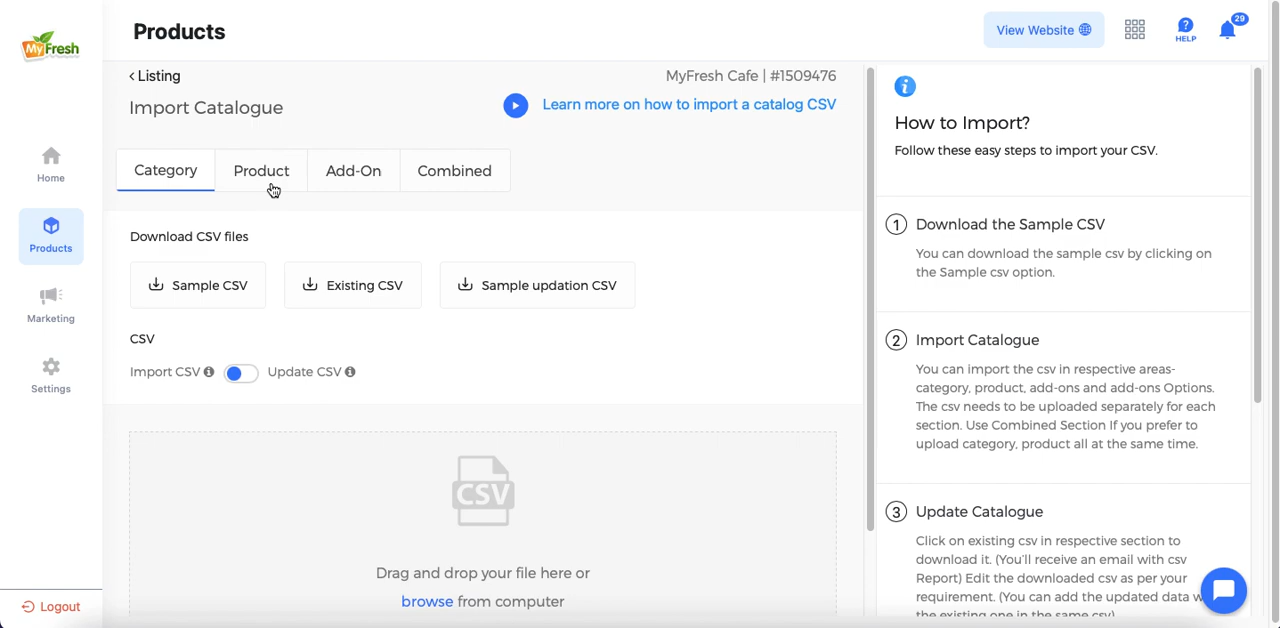 Products
View Website
HELP
29
MyFresh
Listing
MyFresh Cafe | #1509476
Import Catalogue
Learn more on how to import a catalog CSV
Category
Product
Add-On
Combined
Home
Products
Marketing
Settings
Logout
Download CSV files
Sample CSV
Existing CSV
Sample updation CSV
CSV
Import CSV
Update CSV
CSV
Drag and drop your file here or
browse from computer
How to Import?
Follow these easy steps to import your CSV.
1 Download the Sample CSV
You can download the sample csv by clicking on
the Sample csv option.
2 Import Catalogue
You can import the csv in respective areas-
category, product, add-ons and add-ons Options.
The csv needs to be uploaded separately for each
section. Use Combined Section If you prefer to
upload category, product all at the same time.
3 Update Catalogue
Click on existing csv in respective section to
download it. (You'll receive an email with csv
Report) Edit the downloaded csv as per your
requirement. (You can add the updated data w
the existing one in the same csv)